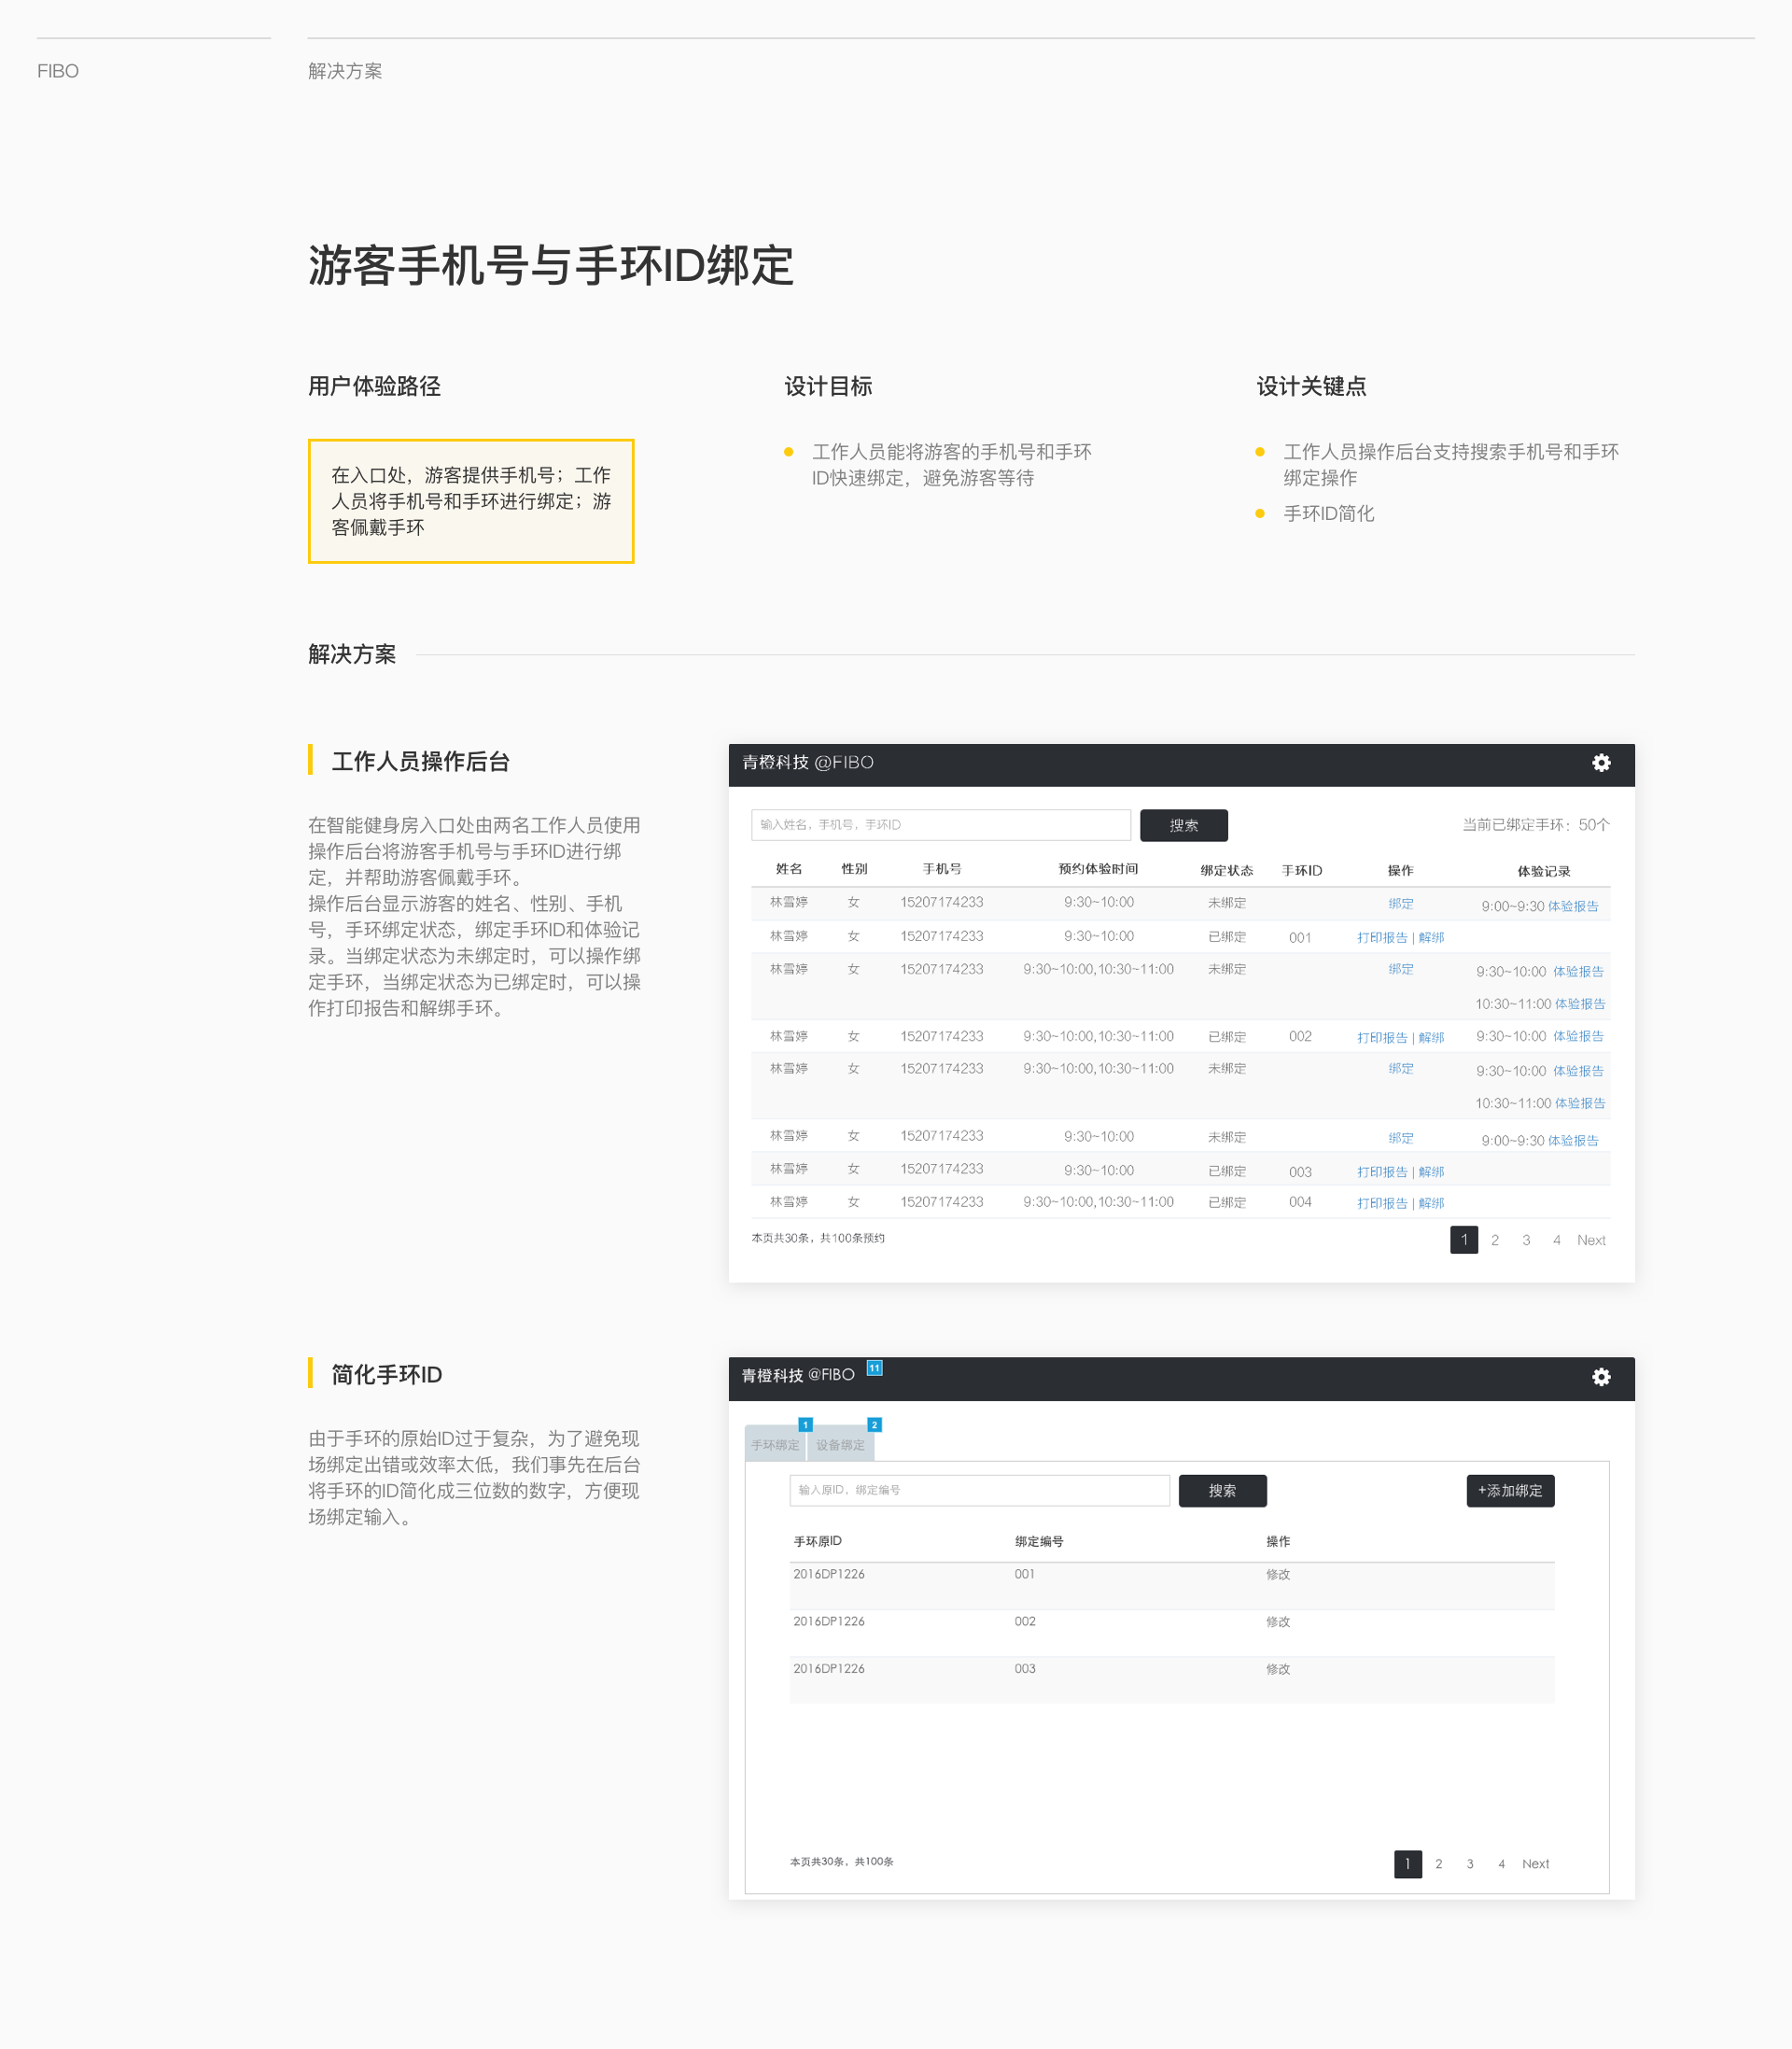 FIBO
解决方案
游客手机号与手环ID绑定
用户体验路径
在入口处，游客提供手机号；工作
人员将手机号和手环进行绑定；游
客佩戴手环
设计目标
工作人员能将游客的手机号和手环
ID快速绑定，避免游客等待
设计关键点
工作人员操作后台支持搜索手机号和手环
绑定操作
手环ID简化
解决方案
工作人员操作后台
在智能健身房入口处由两名工作人员使用
操作后台将游客手机号与手环ID进行绑
定，并帮助游客佩戴手环。
操作后台显示游客的姓名、性别、手机
号，手环绑定状态，绑定手环ID和体验记
录。当绑定状态为未绑定时，可以操作绑
定手环，当绑定状态为已绑定时，可以操
作打印报告和解绑手环。
青橙科技 @FIBO
输入姓名，手机号，手环ID 搜索 当前已绑定手环：50个
姓名 性别 手机号 预约体验时间 绑定状态 手环ID 操作 体验记录
林雪婷 女 15207174233 9:30~10:00 未绑定 绑定 9:00~9:30 体验报告
林雪婷 女 15207174233 9:30~10:00 已绑定 001 打印报告 | 解绑
林雪婷 女 15207174233 9:30~10:00,10:30~11:00 未绑定 绑定 9:30~10:00 体验报告
10:30~11:00 体验报告
林雪婷 女 15207174233 9:30~10:00,10:30~11:00 已绑定 002 打印报告 | 解绑 9:30~10:00 体验报告
林雪婷 女 15207174233 9:30~10:00,10:30~11:00 未绑定 绑定 9:30~10:00 体验报告
10:30~11:00 体验报告
林雪婷 女 15207174233 9:30~10:00 未绑定 绑定 9:00~9:30 体验报告
林雪婷 女 15207174233 9:30~10:00 已绑定 003 打印报告 | 解绑
林雪婷 女 15207174233 9:30~10:00,10:30~11:00 已绑定 004 打印报告 | 解绑
本页共30条，共100条预约 1 2 3 4 Next
简化手环ID
由于手环的原始ID过于复杂，为了避免现
场绑定出错或效率太低，我们事先在后台
将手环的ID简化成三位数的数字，方便现
场绑定输入。
青橙科技 @FIBO 11
手环绑定 1 设备绑定 2
输入原ID，绑定编号 搜索 +添加绑定
手环原ID 绑定编号 操作
2016DP1226 001 修改
2016DP1226 002 修改
2016DP1226 003 修改
本页共30条，共100条 1 2 3 4 Next